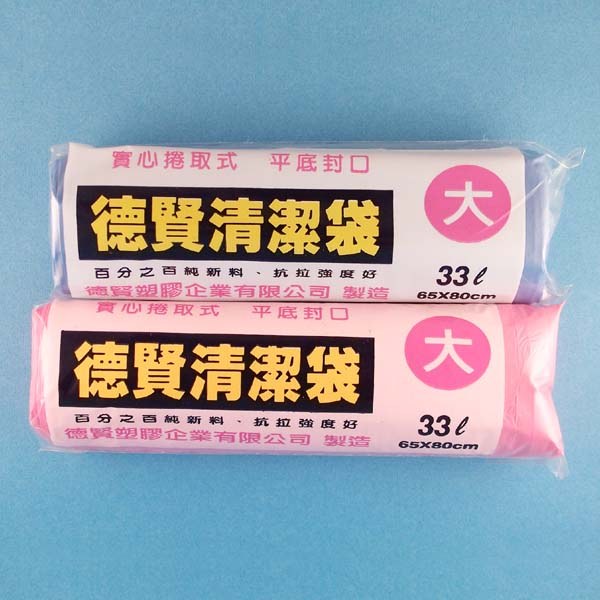 實心捲取式 平底封口
大
德賢清潔袋
百分之百純新料、抗拉強度好
33ℓ
德賢塑膠企業有限公司 製造
65X80cm
實心捲取式 平底封口
大
德賢清潔袋
百分之百純新料、抗拉強度好
33ℓ
德賢塑膠企業有限公司 製造
65X80cm